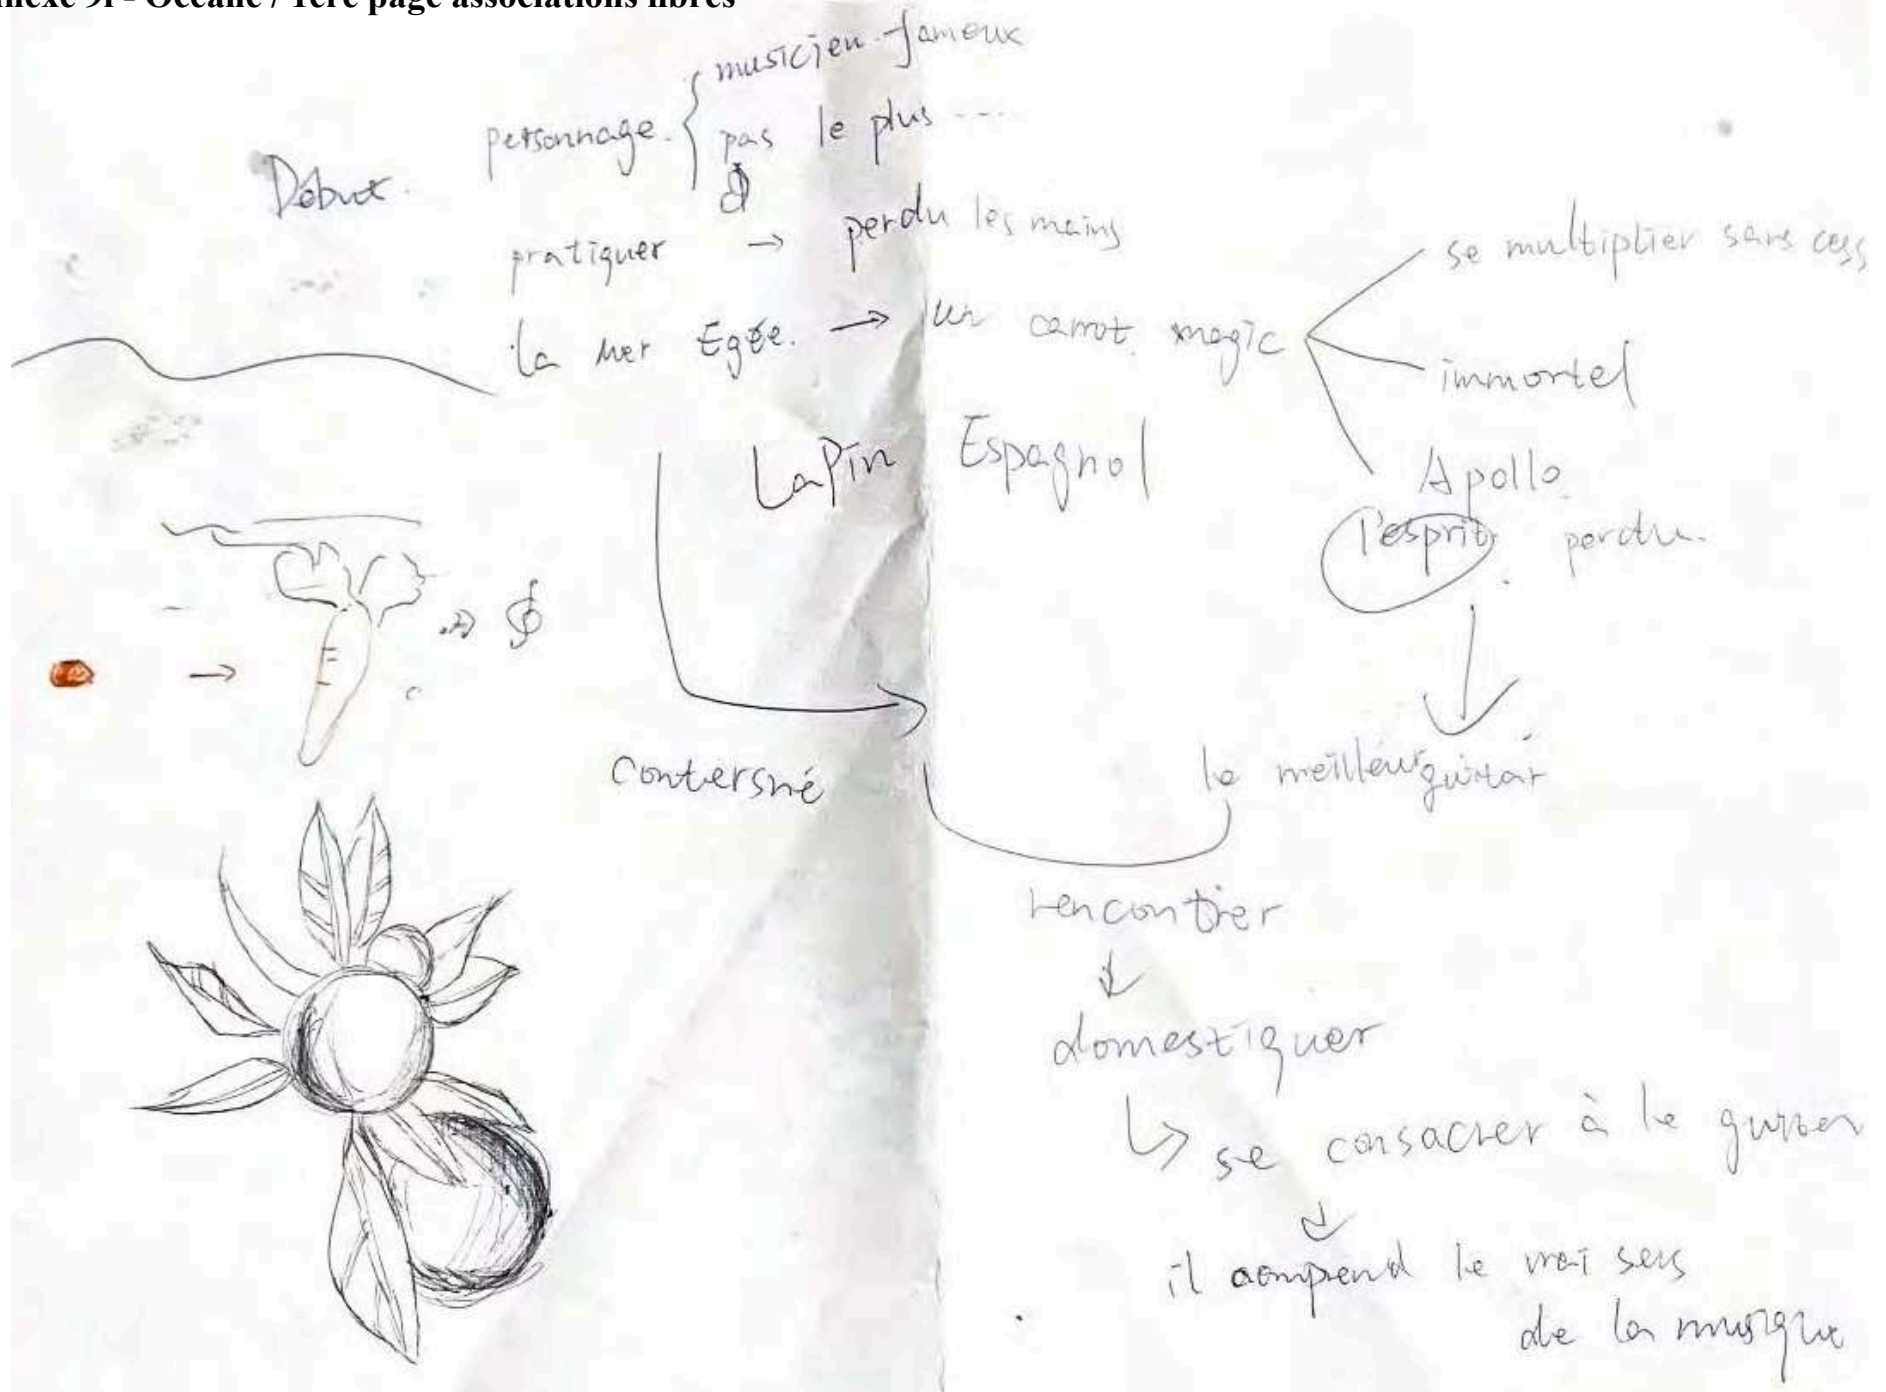 Annexe 9i - Océane / 1ère page associations libres
musicien fameux
personnage.
pas le plus ....
Début.
pratiquer → perdu les mains
la mer Egée. → un carrot magic
se multiplier sans cess
immortel
Apollo
l'esprit perdu.
LaPin Espagnol
contersné
le meilleur guitar
rencontrer
↓
domestiquer
↳ se consacrer à le guitar
↓
il comprend le vrai sens
de la musique